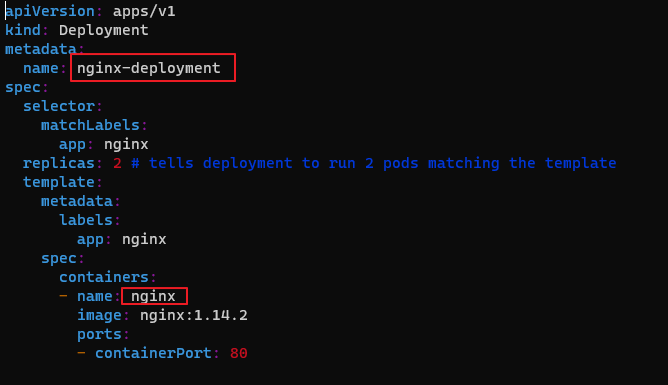 apiVersion: apps/v1
kind: Deployment
metadata:
  name: nginx-deployment
spec:
  selector:
    matchLabels:
      app: nginx
  replicas: 2 # tells deployment to run 2 pods matching the template
  template:
    metadata:
      labels:
        app: nginx
    spec:
      containers:
      - name: nginx
        image: nginx:1.14.2
        ports:
        - containerPort: 80